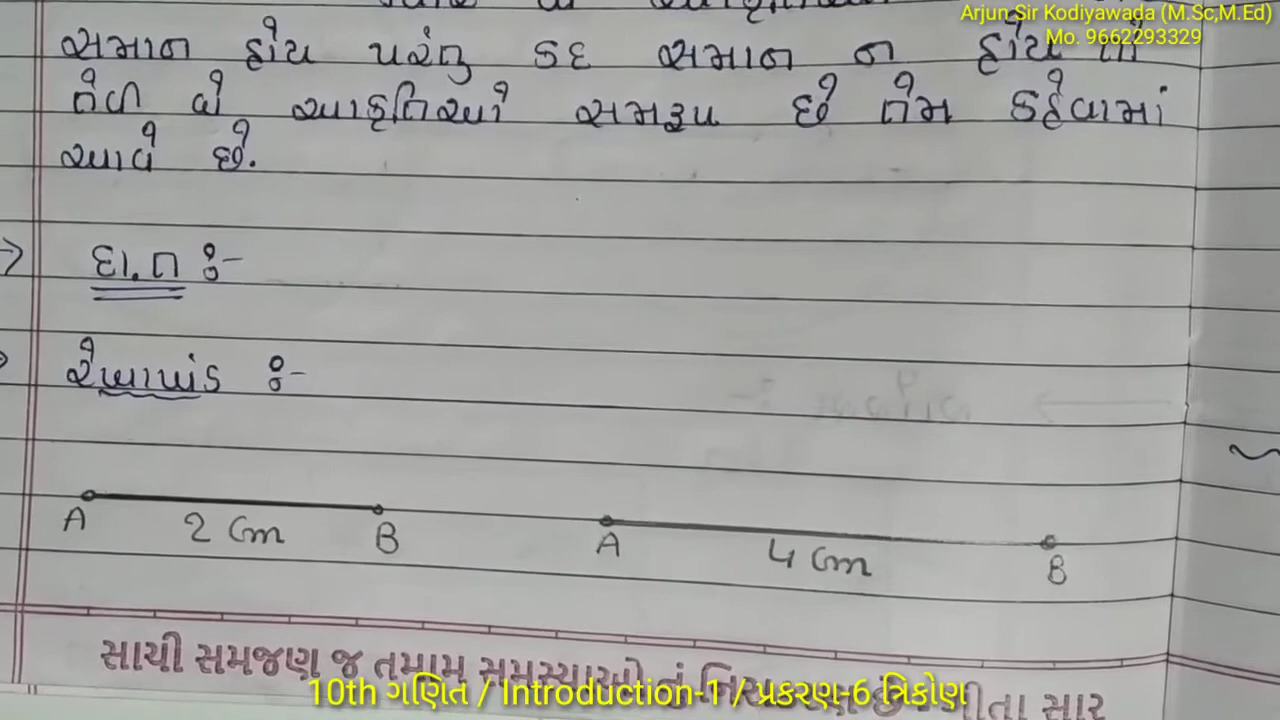 Arjun Sir Kodiyawada (M.Sc,M.Ed)
Mo. 9662293329
સમાન હોય પરંતુ કદ સમાન ન હોય તો
તેવી બે આકૃતિઓ સમરૂપ છે તેમ કહેવામાં
આવે છે.
દા.ત :-
રેખાખંડ :-
A 2 Cm B A 4 Cm B
સાચી સમજણ જ તમામ સમસ્યાઓનું ગીતા સાર
10th ગણિત / Introduction-1 / પ્રકરણ-6 ત્રિકોણ